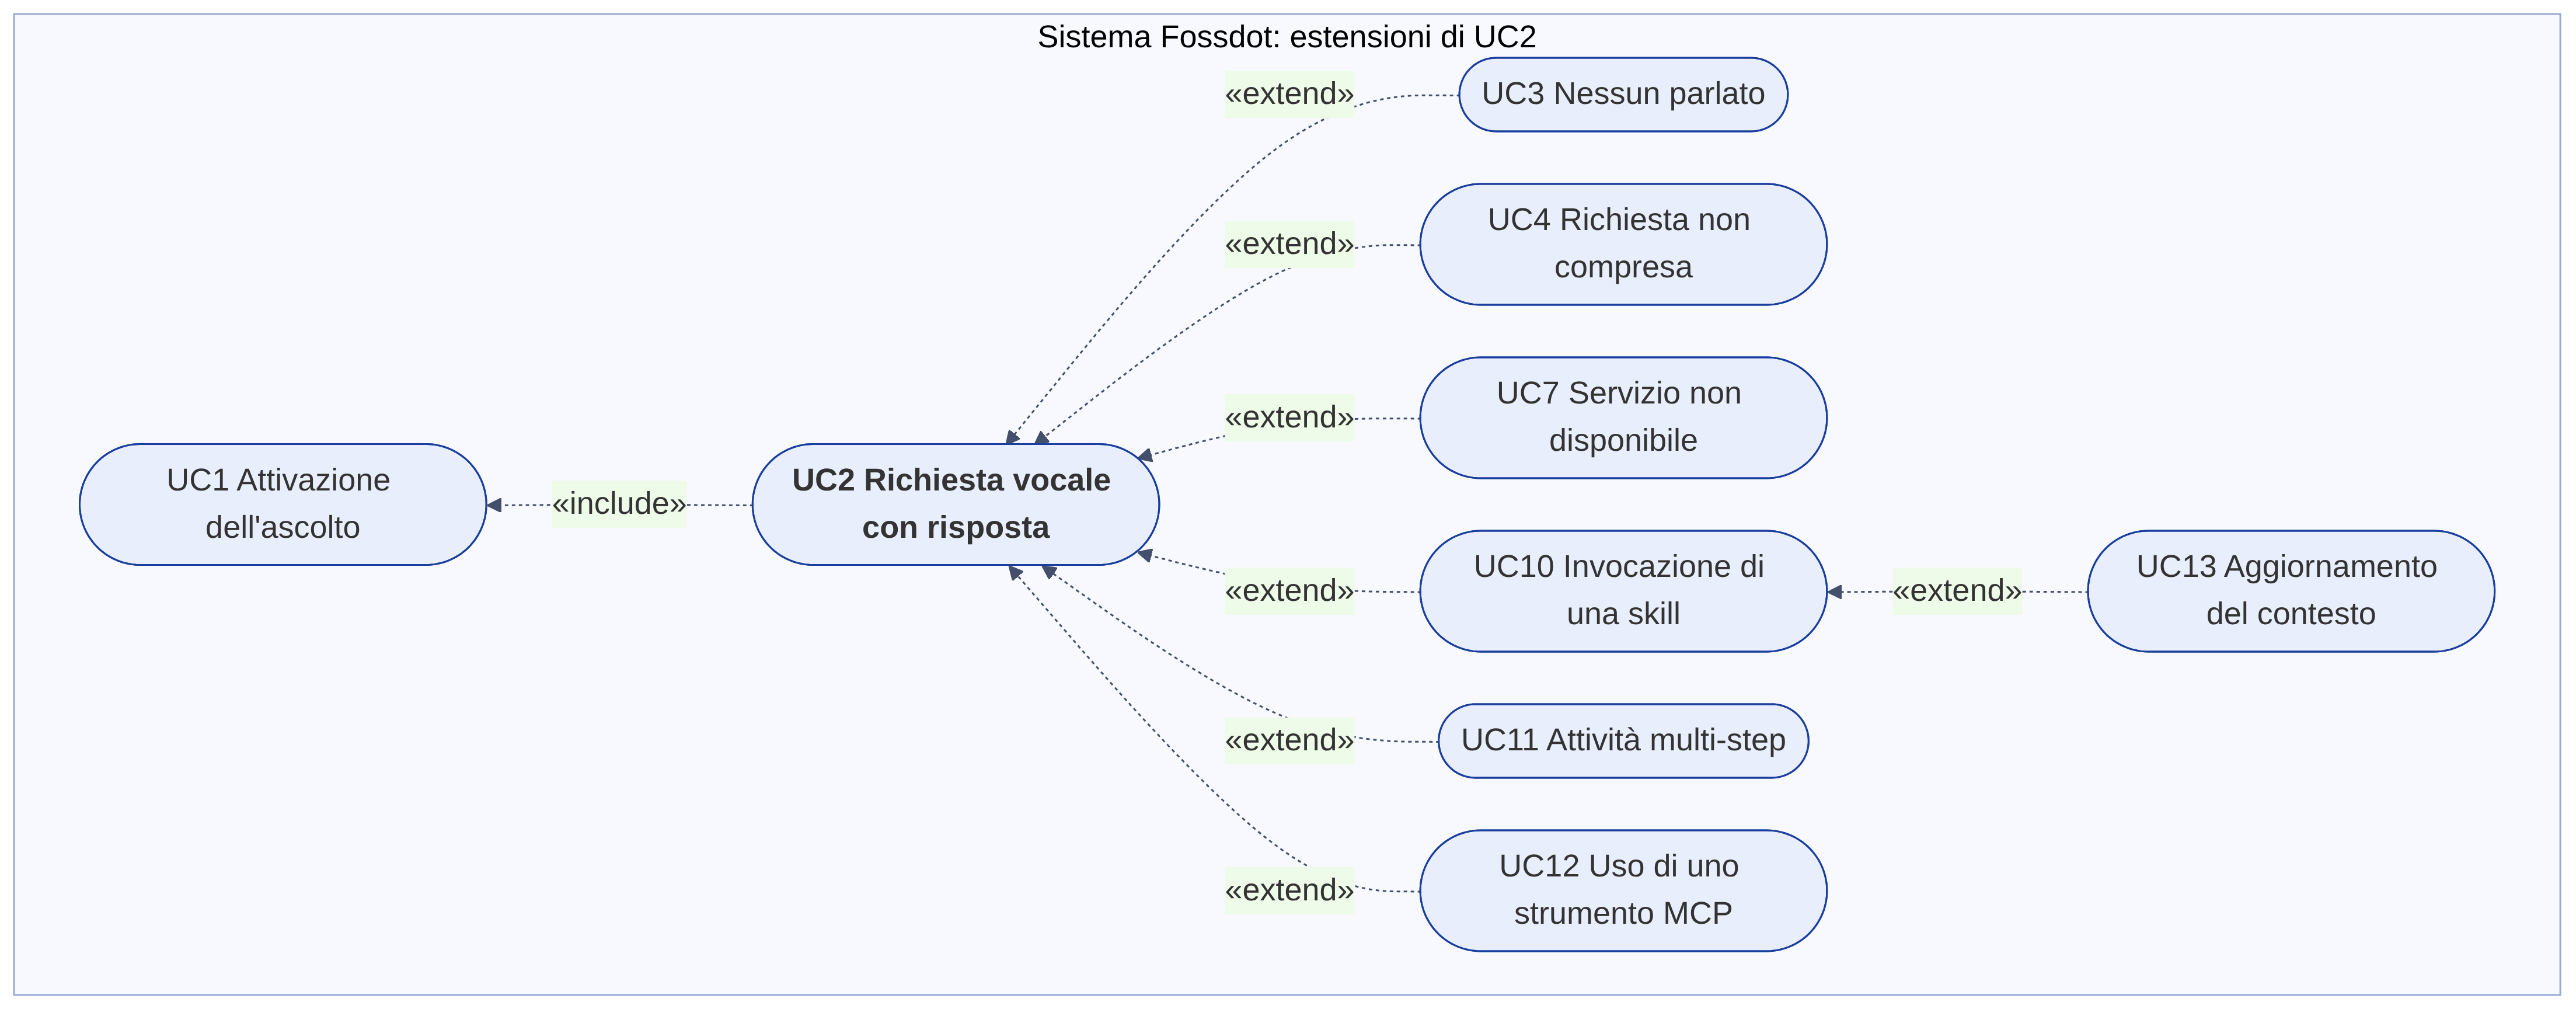 Sistema Fossdot: estensioni di UC2
«extend»
UC3 Nessun parlato
«extend»
UC4 Richiesta non
compresa
«extend»
UC7 Servizio non
disponibile
UC1 Attivazione
dell'ascolto
«include»
UC2 Richiesta vocale
con risposta
«extend»
UC10 Invocazione di
una skill
«extend»
UC13 Aggiornamento
del contesto
«extend»
UC11 Attività multi-step
«extend»
UC12 Uso di uno
strumento MCP